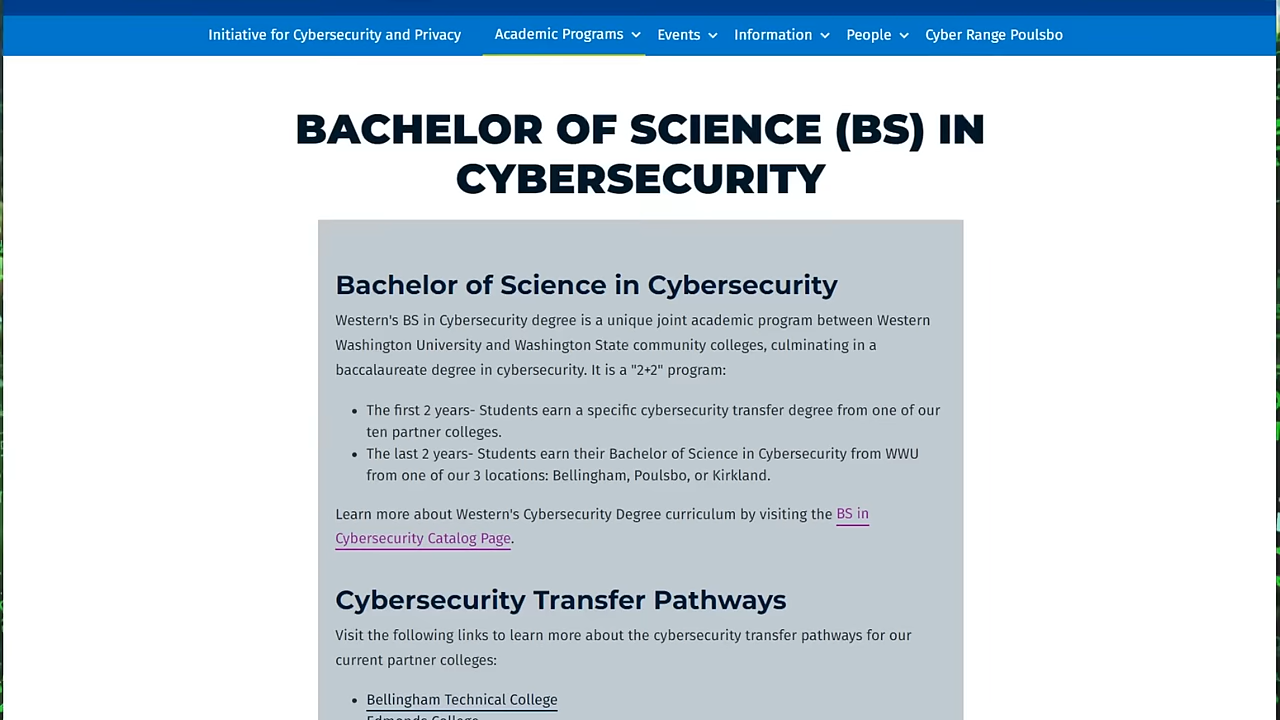 Initiative for Cybersecurity and Privacy Academic Programs Events Information People Cyber Range Poulsbo
BACHELOR OF SCIENCE (BS) IN
CYBERSECURITY
Bachelor of Science in Cybersecurity
Western's BS in Cybersecurity degree is a unique joint academic program between Western
Washington University and Washington State community colleges, culminating in a
baccalaureate degree in cybersecurity. It is a "2+2" program:
• The first 2 years- Students earn a specific cybersecurity transfer degree from one of our
ten partner colleges.
• The last 2 years- Students earn their Bachelor of Science in Cybersecurity from WWU
from one of our 3 locations: Bellingham, Poulsbo, or Kirkland.
Learn more about Western's Cybersecurity Degree curriculum by visiting the BS in
Cybersecurity Catalog Page.
Cybersecurity Transfer Pathways
Visit the following links to learn more about the cybersecurity transfer pathways for our
current partner colleges:
• Bellingham Technical College
Edmonds College